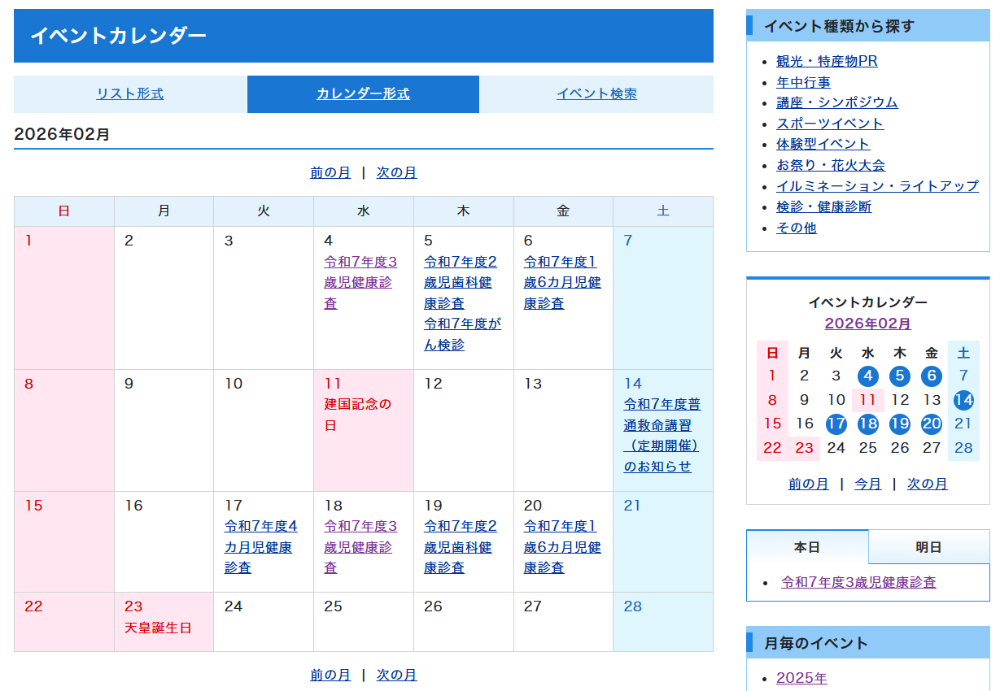 イベントカレンダー
リスト形式
カレンダー形式
イベント検索
2026年02月
前の月 | 次の月
日 月 火 水 木 金 土
1 2 3 4 5 6 7
令和7年度3
歳児健康診
査
令和7年度2
歳児歯科健
康診査
令和7年度が
ん検診
令和7年度1
歳6カ月児健
康診査
8 9 10 11 12 13 14
建国記念の
日
令和7年度普
通救命講習
（定期開催）
のお知らせ
15 16 17 18 19 20 21
令和7年度4
カ月児健康
診査
令和7年度3
歳児健康診
査
令和7年度2
歳児歯科健
康診査
令和7年度1
歳6カ月児健
康診査
22 23 24 25 26 27 28
天皇誕生日
前の月 | 次の月
イベント種類から探す
観光・特産物PR
年中行事
講座・シンポジウム
スポーツイベント
体験型イベント
お祭り・花火大会
イルミネーション・ライトアップ
検診・健康診断
その他
イベントカレンダー
2026年02月
日 月 火 水 木 金 土
1 2 3 4 5 6 7
8 9 10 11 12 13 14
15 16 17 18 19 20 21
22 23 24 25 26 27 28
前の月 | 今月 | 次の月
本日 明日
令和7年度3歳児健康診査
月毎のイベント
2025年